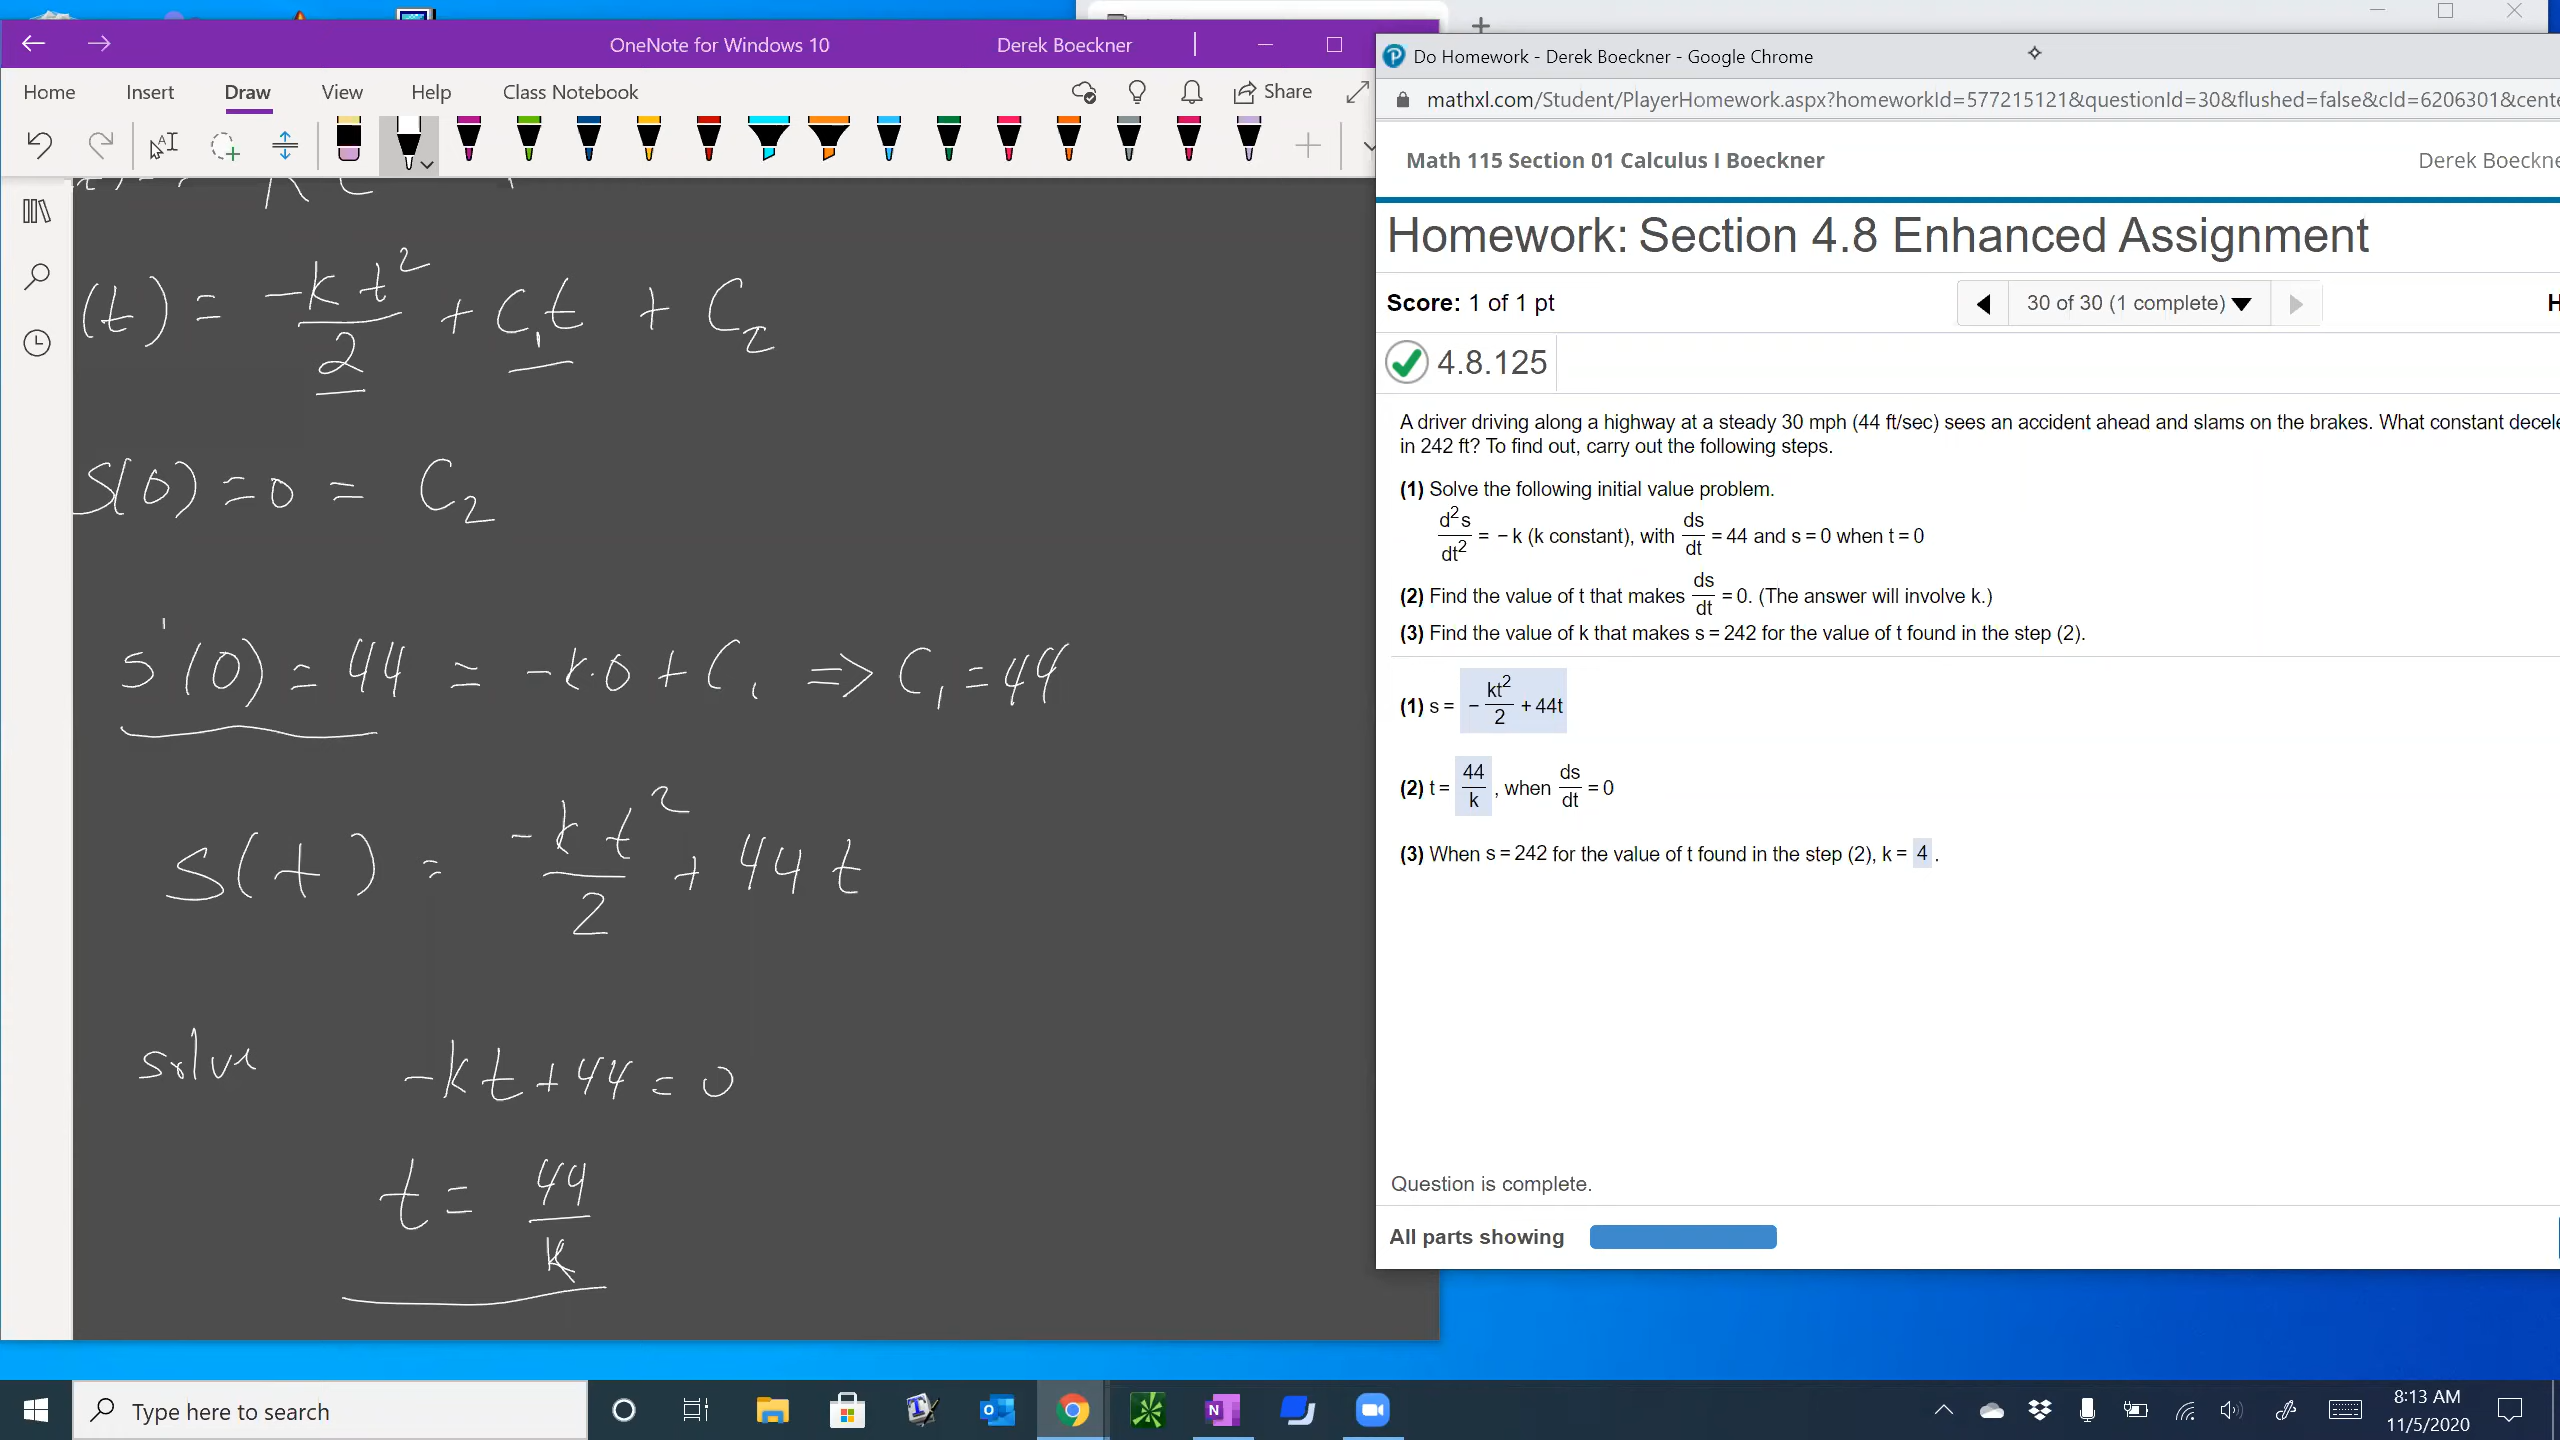 OneNote for Windows 10
Derek Boeckner
Home Insert Draw View Help Class Notebook Share
(t) = -kt² / 2 + C₁t + C₂
S(0) = 0 = C₂
s'(0) = 44 = -k·0 + C₁ => C₁ = 44
S(t) = -kt² / 2 + 44t
solve -kt + 44 = 0
t = 44 / k
Do Homework - Derek Boeckner - Google Chrome
mathxl.com/Student/PlayerHomework.aspx?homeworkId=577215121&questionId=30&flushed=false&cId=6206301&cent
Math 115 Section 01 Calculus I Boeckner
Derek Boeckne
Homework: Section 4.8 Enhanced Assignment
Score: 1 of 1 pt
30 of 30 (1 complete)
4.8.125
A driver driving along a highway at a steady 30 mph (44 ft/sec) sees an accident ahead and slams on the brakes. What constant decel
in 242 ft? To find out, carry out the following steps.
(1) Solve the following initial value problem.
d²s/dt² = - k (k constant), with ds/dt = 44 and s = 0 when t = 0
(2) Find the value of t that makes ds/dt = 0. (The answer will involve k.)
(3) Find the value of k that makes s = 242 for the value of t found in the step (2).
(1) s = - kt²/2 + 44t
(2) t = 44/k , when ds/dt = 0
(3) When s = 242 for the value of t found in the step (2), k = 4 .
Question is complete.
All parts showing
Type here to search
8:13 AM
11/5/2020